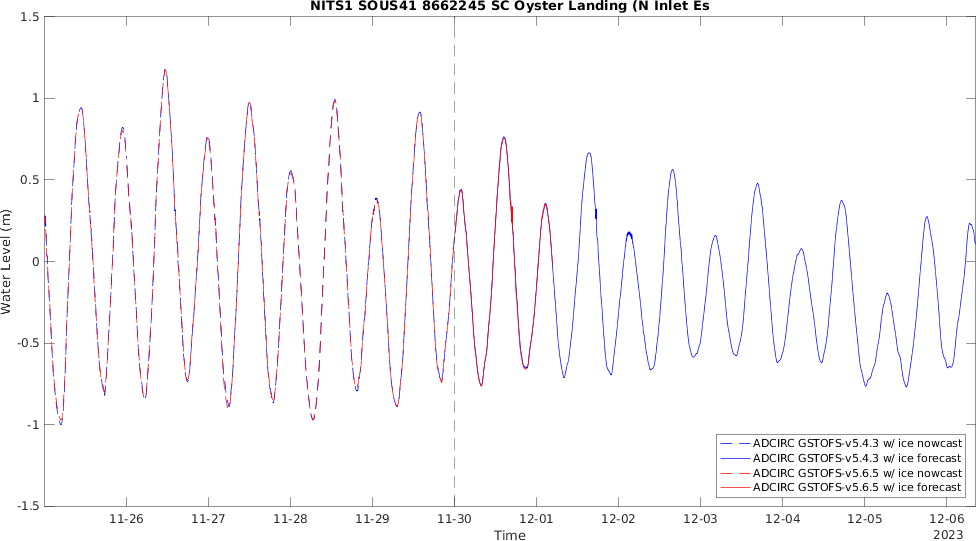 NITS1 SOUS41 8662245 SC Oyster Landing (N Inlet Es
1.5
1
0.5
0
-0.5
-1
-1.5
Water Level (m)
11-26 11-27 11-28 11-29 11-30 12-01 12-02 12-03 12-04 12-05 12-06
2023
Time
ADCIRC GSTOFS-v5.4.3 w/ ice nowcast
ADCIRC GSTOFS-v5.4.3 w/ ice forecast
ADCIRC GSTOFS-v5.6.5 w/ ice nowcast
ADCIRC GSTOFS-v5.6.5 w/ ice forecast